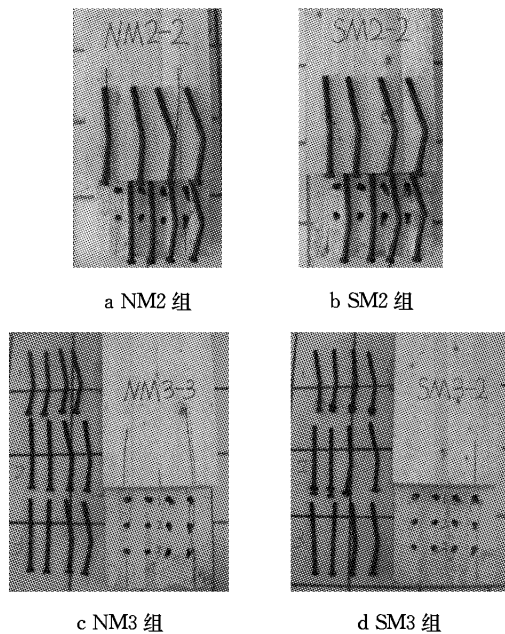 NM2-2
SM2-2
a NM2 组
b SM2 组
NM3-3
SM3-2
c NM3 组
d SM3 组